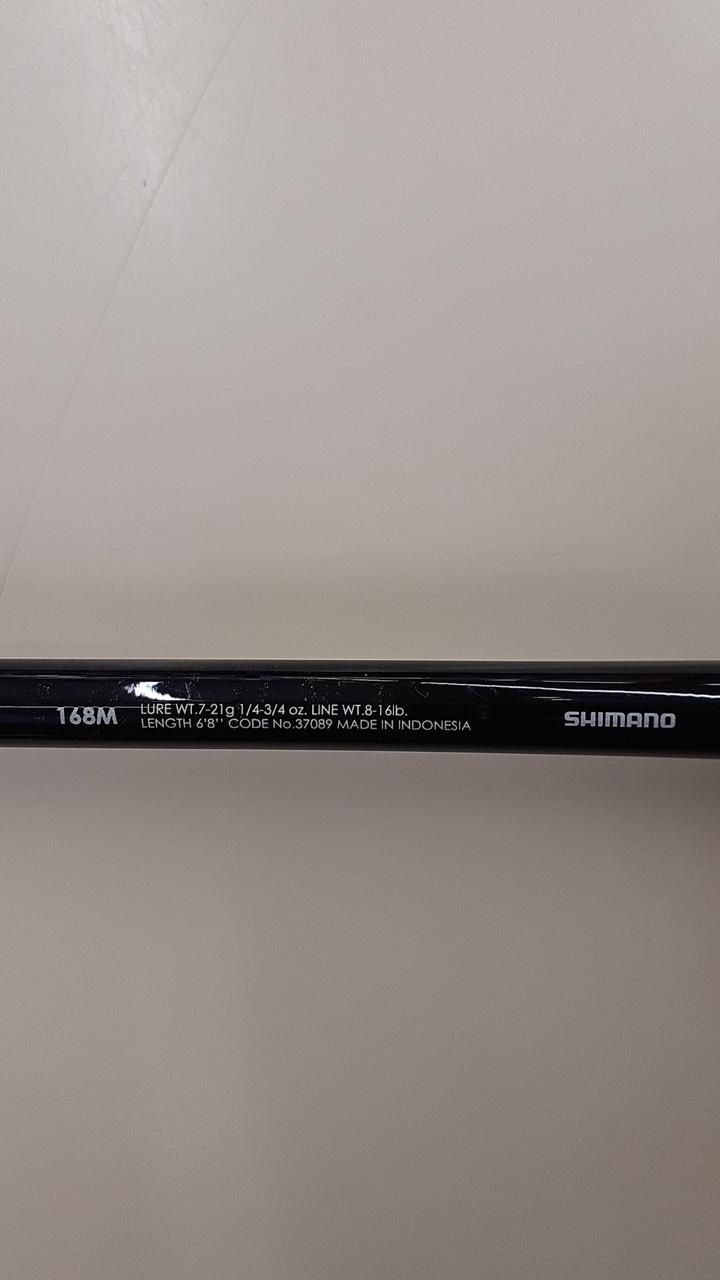 168M
LURE WT.7-21g 1/4-3/4 oz. LINE WT.8-16lb.
LENGTH 6'8'' CODE No.37089 MADE IN INDONESIA
SHIMANO